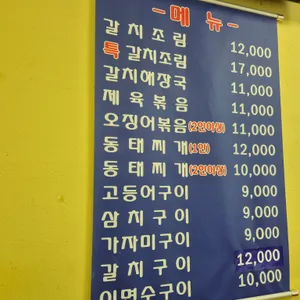 -메 뉴-
갈 치 조 림 12,000
특 갈치조림 17,000
갈치해장국 11,000
제 육 볶 음 11,000
오징어볶음(2인이상) 11,000
동 태 찌 개(1인) 12,000
동 태 찌 개(2인이상) 10,000
고등어구이 9,000
삼 치 구 이 9,000
가자미구이 9,000
갈 치 구 이 12,000
이면수구이 10,000